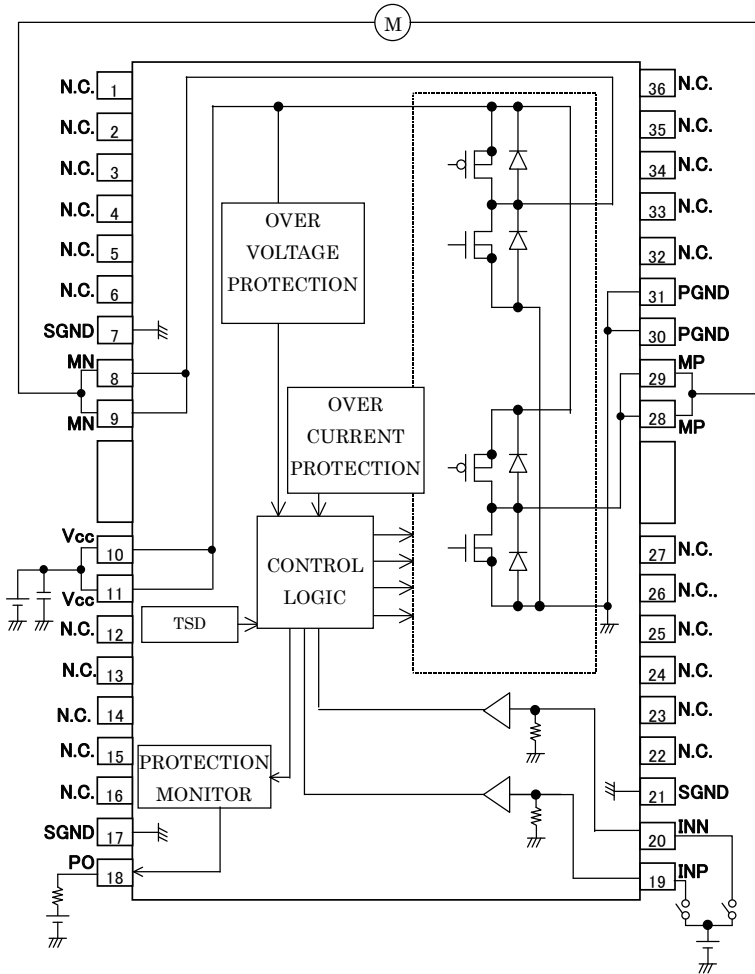 M
N.C. 1
N.C. 2
N.C. 3
N.C. 4
N.C. 5
N.C. 6
SGND 7
MN 8
MN 9
Vcc 10
Vcc 11
N.C. 12
N.C. 13
N.C. 14
N.C. 15
N.C. 16
SGND 17
PO 18
OVER
VOLTAGE
PROTECTION
OVER
CURRENT
PROTECTION
CONTROL
LOGIC
TSD
PROTECTION
MONITOR
36 N.C.
35 N.C.
34 N.C.
33 N.C.
32 N.C.
31 PGND
30 PGND
29 MP
28 MP
27 N.C.
26 N.C..
25 N.C.
24 N.C.
23 N.C.
22 N.C.
21 SGND
20 INN
19 INP